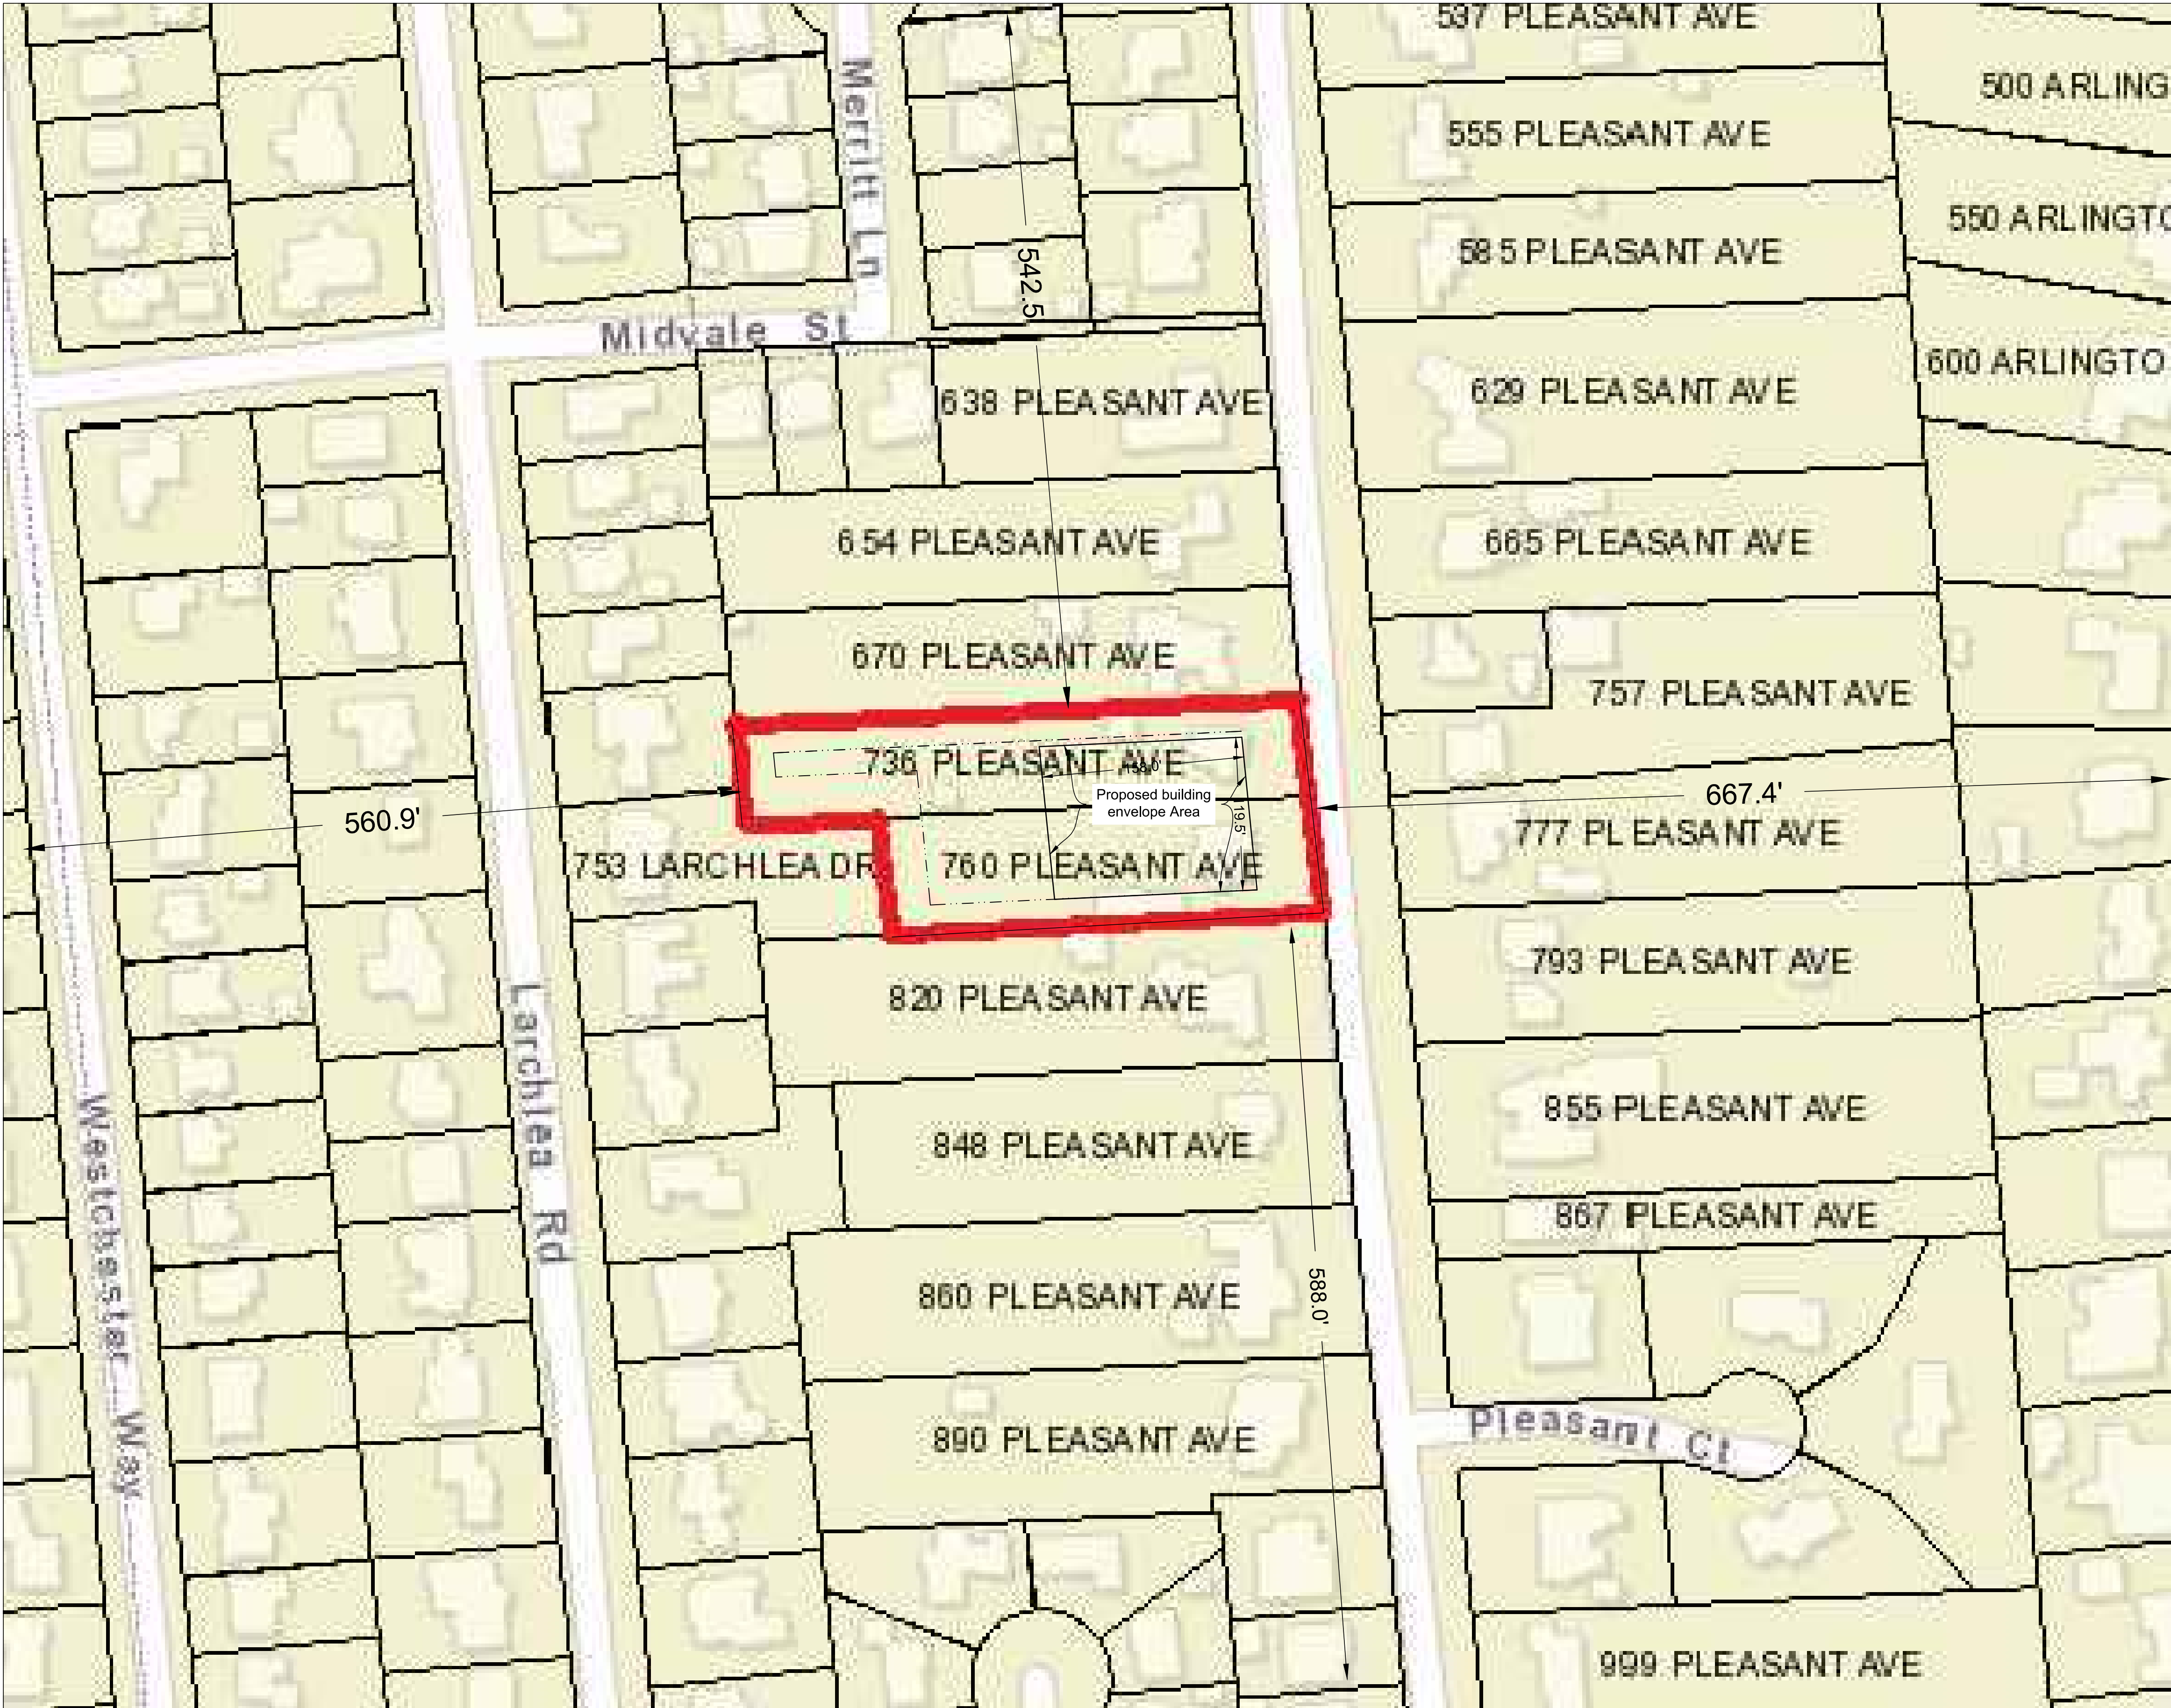 597 PLEASANT AVE
500 ARLING
Merritt Ln
555 PLEASANT AVE
550 ARLINGTO
585 PLEASANT AVE
542.5
Midvale St
600 ARLINGTO
638 PLEASANT AVE
629 PLEASANT AVE
654 PLEASANT AVE
665 PLEASANT AVE
670 PLEASANT AVE
757 PLEASANT AVE
736 PLEASANT AVE
158.0'
Proposed building
envelope Area
119.5'
560.9'
667.4'
777 PLEASANT AVE
753 LARCHLEA DR
760 PLEASANT AVE
793 PLEASANT AVE
820 PLEASANT AVE
Larchlea Rd
855 PLEASANT AVE
848 PLEASANT AVE
Westchester Way
867 PLEASANT AVE
860 PLEASANT AVE
588.0'
890 PLEASANT AVE
Pleasant Ct
999 PLEASANT AVE